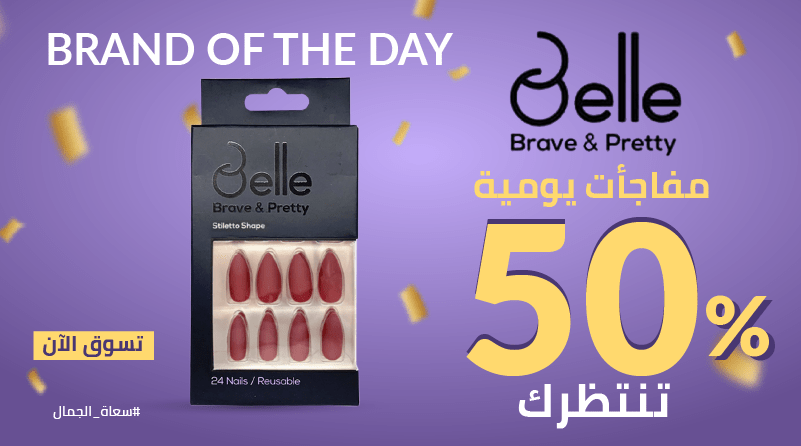 BRAND OF THE DAY
Belle
Brave & Pretty
مفاجأت يومية
50%
تنتظرك
Belle
Brave & Pretty
Stiletto Shape
24 Nails / Reusable
تسوق الآن
#سعاة_الجمال